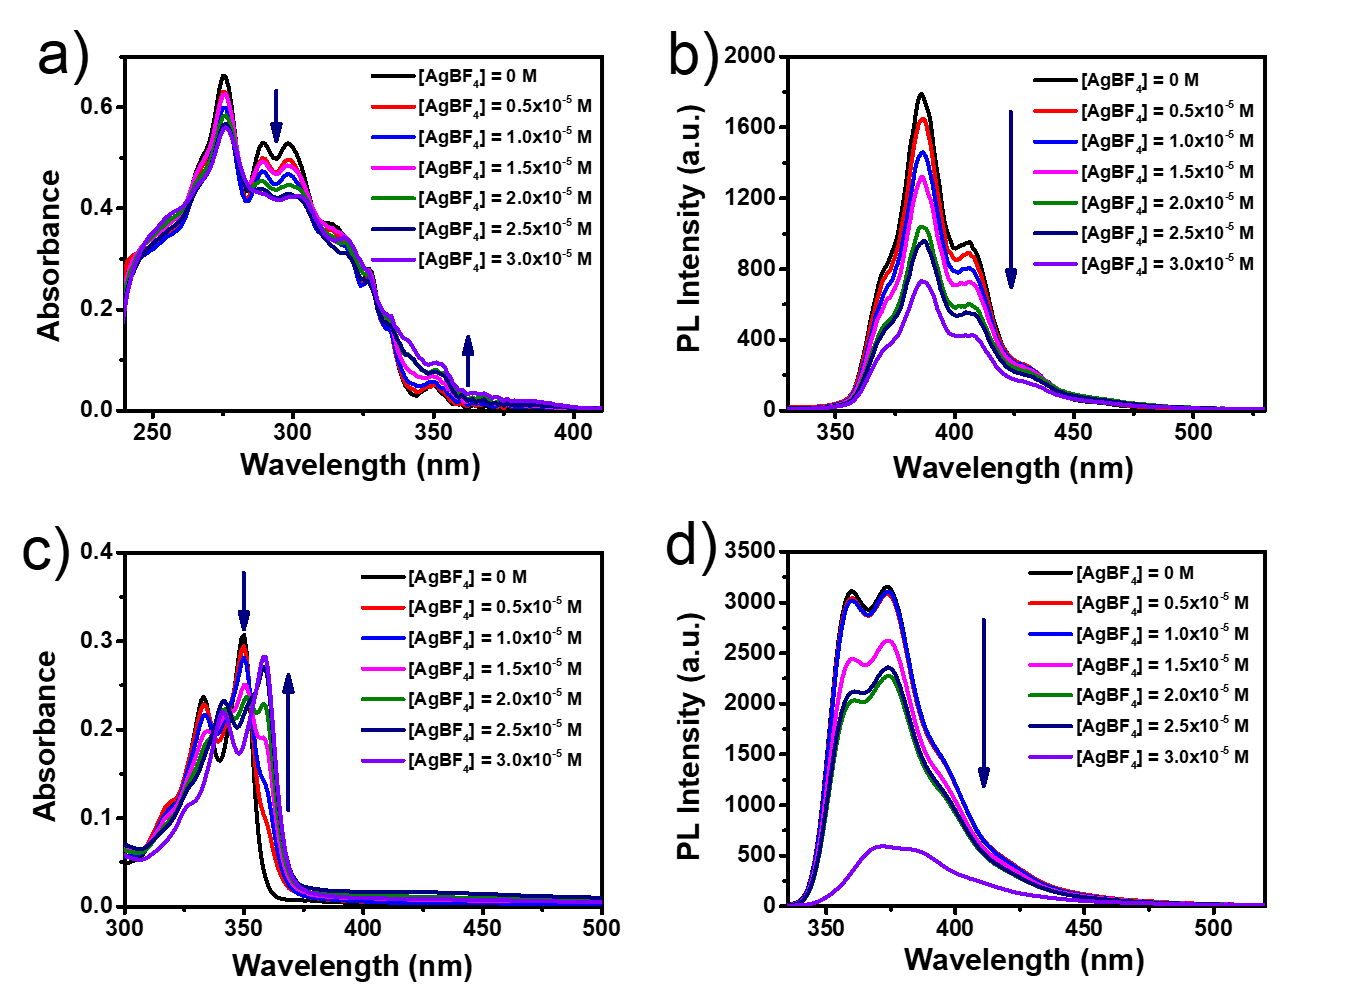 a)
[AgBF₄] = 0 M
[AgBF₄] = 0.5x10⁻⁵ M
[AgBF₄] = 1.0x10⁻⁵ M
[AgBF₄] = 1.5x10⁻⁵ M
[AgBF₄] = 2.0x10⁻⁵ M
[AgBF₄] = 2.5x10⁻⁵ M
[AgBF₄] = 3.0x10⁻⁵ M
0.6
0.4
0.2
0.0
250 300 350 400
Absorbance
Wavelength (nm)
b)
[AgBF₄] = 0 M
[AgBF₄] = 0.5x10⁻⁵ M
[AgBF₄] = 1.0x10⁻⁵ M
[AgBF₄] = 1.5x10⁻⁵ M
[AgBF₄] = 2.0x10⁻⁵ M
[AgBF₄] = 2.5x10⁻⁵ M
[AgBF₄] = 3.0x10⁻⁵ M
2000
1600
1200
800
400
0
350 400 450 500
PL Intensity (a.u.)
Wavelength (nm)
c)
[AgBF₄] = 0 M
[AgBF₄] = 0.5x10⁻⁵ M
[AgBF₄] = 1.0x10⁻⁵ M
[AgBF₄] = 1.5x10⁻⁵ M
[AgBF₄] = 2.0x10⁻⁵ M
[AgBF₄] = 2.5x10⁻⁵ M
[AgBF₄] = 3.0x10⁻⁵ M
0.4
0.3
0.2
0.1
0.0
300 350 400 450 500
Absorbance
Wavelength (nm)
d)
[AgBF₄] = 0 M
[AgBF₄] = 0.5x10⁻⁵ M
[AgBF₄] = 1.0x10⁻⁵ M
[AgBF₄] = 1.5x10⁻⁵ M
[AgBF₄] = 2.0x10⁻⁵ M
[AgBF₄] = 2.5x10⁻⁵ M
[AgBF₄] = 3.0x10⁻⁵ M
3500
3000
2500
2000
1500
1000
500
0
350 400 450 500
PL Intensity (a.u.)
Wavelength (nm)